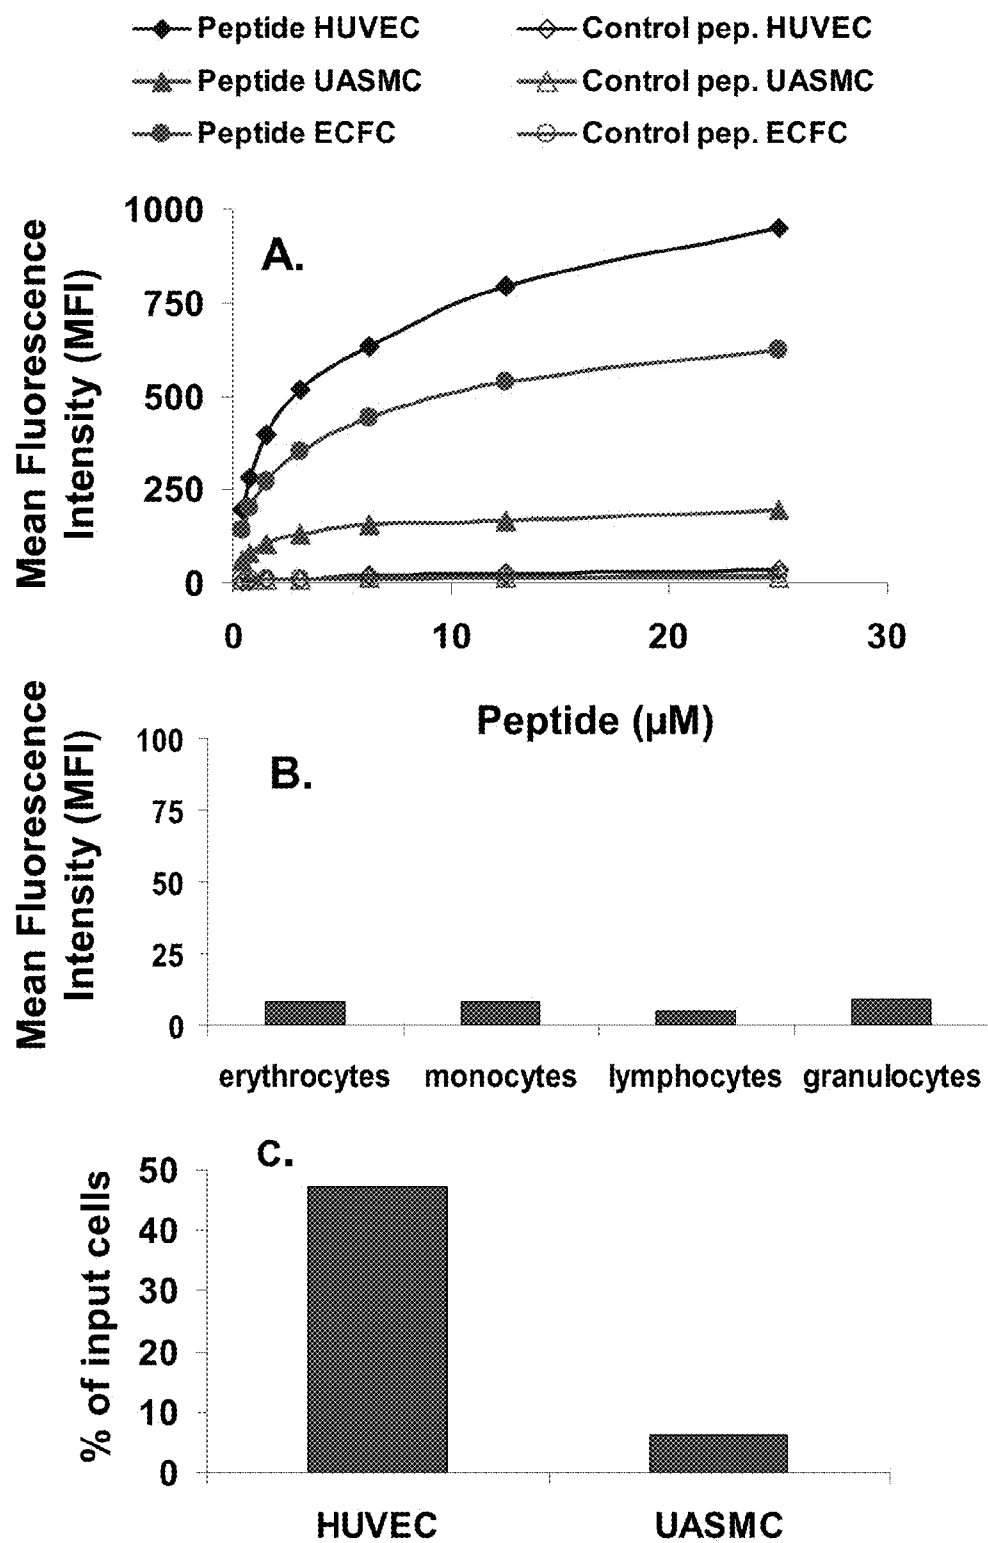 Peptide HUVEC
Control pep. HUVEC
Peptide UASMC
Control pep. UASMC
Peptide ECFC
Control pep. ECFC
A.
Mean Fluorescence
Intensity (MFI)
1000
750
500
250
0
0 10 20 30
Peptide (µM)
B.
Mean Fluorescence
Intensity (MFI)
100
75
50
25
0
erythrocytes monocytes lymphocytes granulocytes
C.
% of input cells
50
40
30
20
10
0
HUVEC UASMC